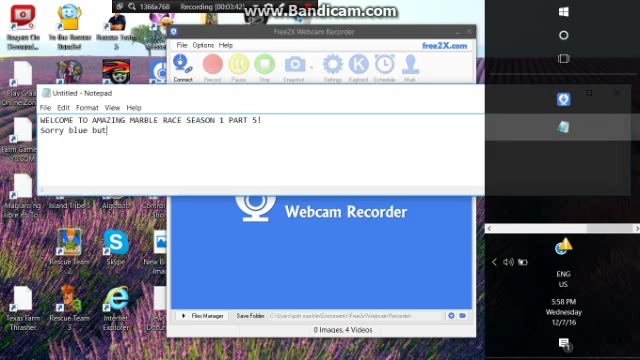 1366x768
Recording [00:03:42]
www.Bandicam.com
Free2X Webcam Recorder
File Options Help
free2X.com
Connect Record Pause Stop Snapshot Settings Keyboard Schedule Mark
Untitled - Notepad
File Edit Format View Help
WELCOME TO AMAZING MARBLE RACE SEASON 1 PART 5!
Sorry blue but
Webcam Recorder
Files Manager
Save Folder:
0 Images, 4 Videos
Rescue Team
2
Skype
Texas Farm
Thrasher
Rescue Team
Internet
Explorer
ENG
US
5:58 PM
Wednesday
12/7/16